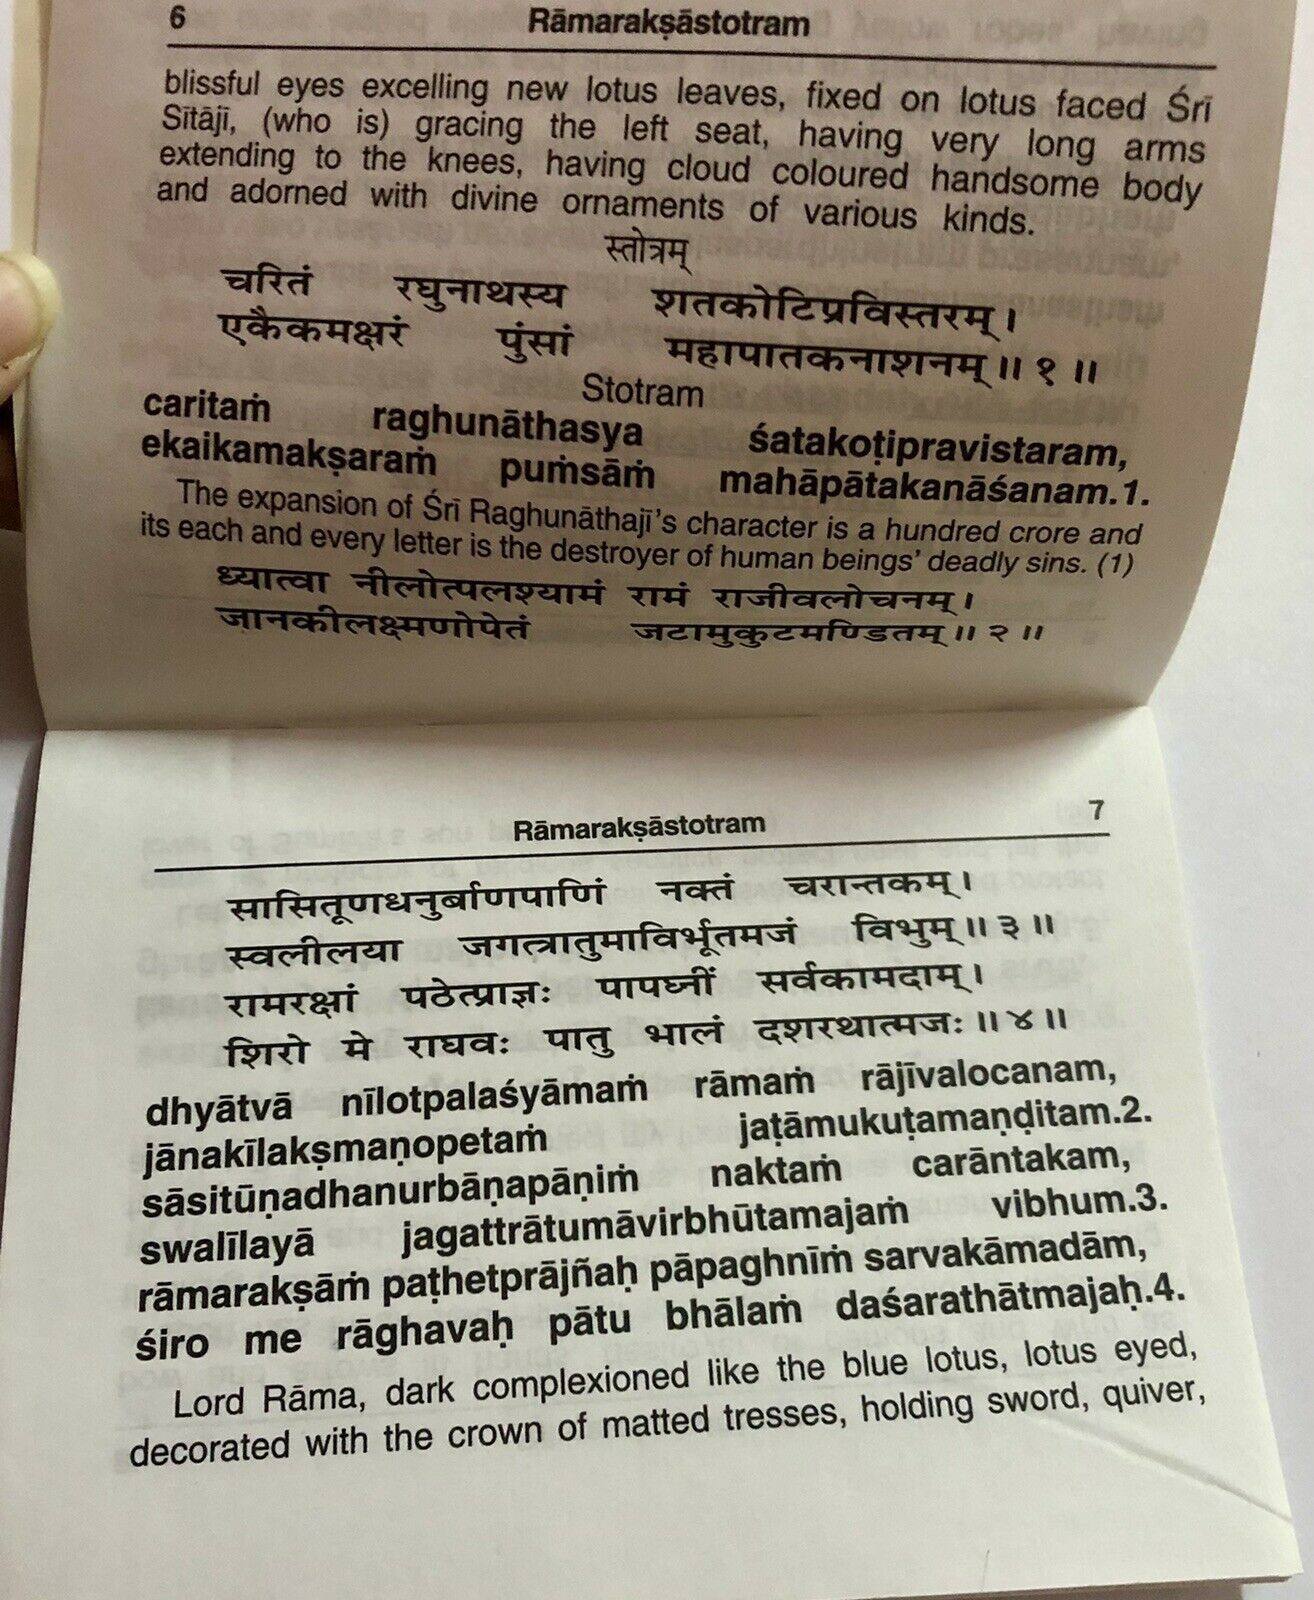 6 Rāmarakṣāstotram
blissful eyes excelling new lotus leaves, fixed on lotus faced Śrī
Sītājī, (who is) gracing the left seat, having very long arms
extending to the knees, having cloud coloured handsome body
and adorned with divine ornaments of various kinds.
स्तोत्रम्
चरितं रघुनाथस्य शतकोटिप्रविस्तरम्।
एकैकमक्षरं पुंसां महापातकनाशनम्॥ १ ॥
Stotram
caritaṁ raghunāthasya śatakoṭipravistaram,
ekaikamakṣaraṁ puṁsāṁ mahāpātakanāśanam.1.
The expansion of Śrī Raghunāthajī's character is a hundred crore and
its each and every letter is the destroyer of human beings' deadly sins. (1)
ध्यात्वा नीलोत्पलश्यामं रामं राजीवलोचनम्।
जानकीलक्ष्मणोपेतं जटामुकुटमण्डितम्॥ २ ॥
Rāmarakṣāstotram 7
सासितूणधनुर्बाणपाणिं नक्तं चरान्तकम्।
स्वलीलया जगत्त्रातुमाविर्भूतमजं विभुम्॥ ३ ॥
रामरक्षां पठेत्प्राज्ञः पापघ्नीं सर्वकामदाम्।
शिरो मे राघवः पातु भालं दशरथात्मजः॥ ४॥
dhyātvā nīlotpalaśyāmaṁ rāmaṁ rājīvalocanam,
jānakīlakṣmaṇopetaṁ jaṭāmukuṭamaṇḍitam.2.
sāsitūṇadhanurbāṇapāṇiṁ naktaṁ carāntakam,
swalīlayā jagattrātumāvirbhūtamajaṁ vibhum.3.
rāmarakṣāṁ paṭhetprājñaḥ pāpaghnīṁ sarvakāmadām,
śiro me rāghavaḥ pātu bhālaṁ daśarathātmajaḥ.4.
Lord Rāma, dark complexioned like the blue lotus, lotus eyed,
decorated with the crown of matted tresses, holding sword, quiver,